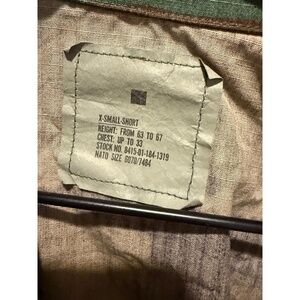 X-SMALL-SHORT
HEIGHT: FROM 63 TO 67
CHEST: UP TO 33
STOCK NO. 8415-01-184-1319
NATO SIZE 6070/7484